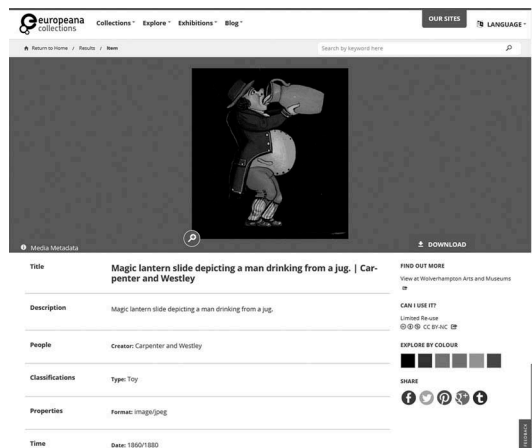 europeana
collections
Collections Explore Exhibitions Blog
OUR SITES
LANGUAGE
Return to Home / Results / Item
Search by keyword here
Media Metadata
DOWNLOAD
Title
Magic lantern slide depicting a man drinking from a jug. | Car-
penter and Westley
Description
Magic lantern slide depicting a man drinking from a jug.
People
Creator: Carpenter and Westley
Classifications
Type: Toy
Properties
Format: image/jpeg
Time
Date: 1860/1880
FIND OUT MORE
View at Wolverhampton Arts and Museums
CAN I USE IT?
Limited Re-use
CC BY-NC
EXPLORE BY COLOUR
SHARE
FEEDBACK